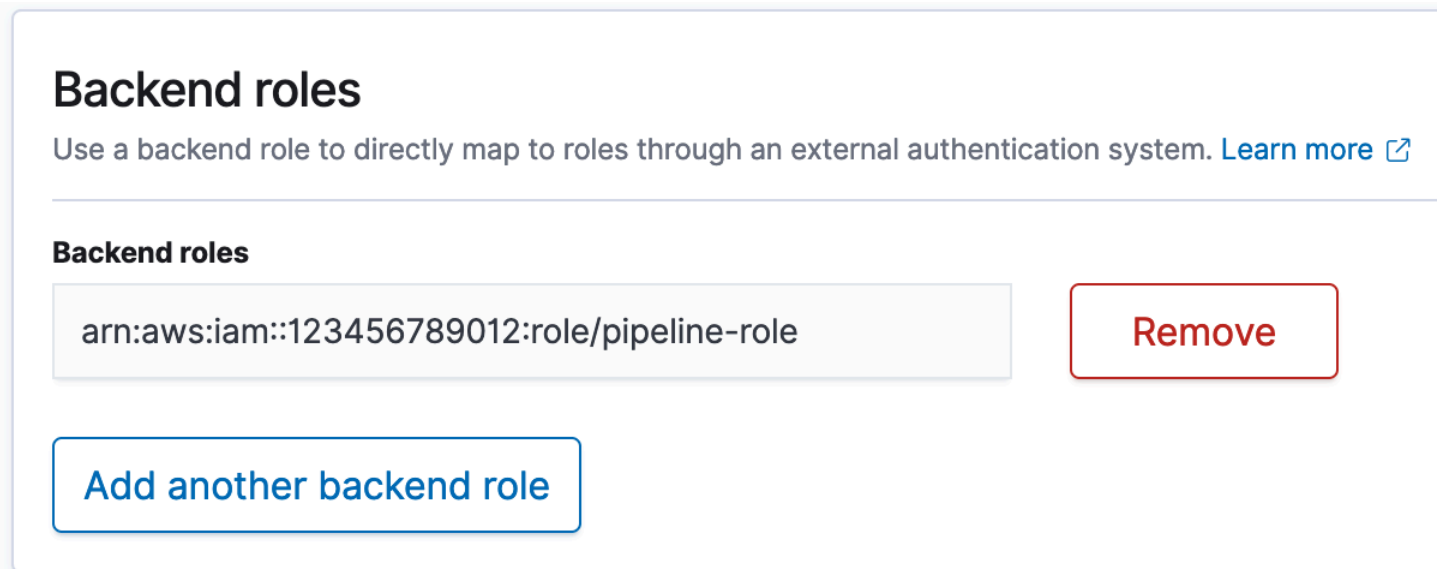 Backend roles
Use a backend role to directly map to roles through an external authentication system. Learn more
Backend roles
arn:aws:iam::123456789012:role/pipeline-role
Remove
Add another backend role